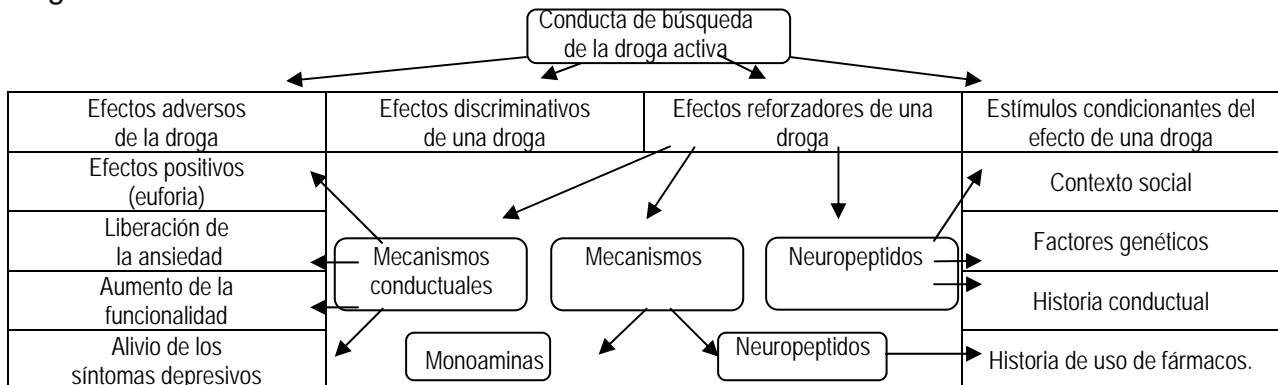 Conducta de búsqueda
de la droga activa
Efectos adversos
de la droga
Efectos discriminativos
de una droga
Efectos reforzadores de una
droga
Estímulos condicionantes del
efecto de una droga
Efectos positivos
(euforia)
Contexto social
Liberación de
la ansiedad
Mecanismos
conductuales
Mecanismos
Neuropeptidos
Factores genéticos
Aumento de la
funcionalidad
Historia conductual
Alivio de los
síntomas depresivos
Monoaminas
Neuropeptidos
Historia de uso de fármacos.